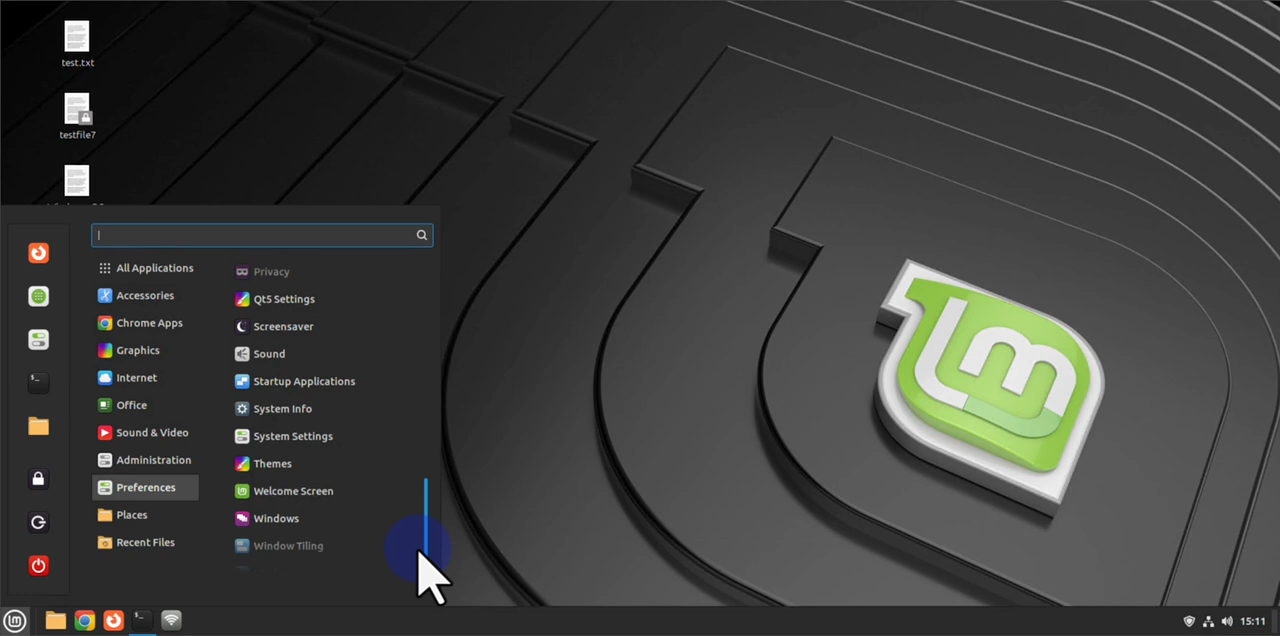 test.txt
testfile7
All Applications
Accessories
Chrome Apps
Graphics
Internet
Office
Sound & Video
Administration
Preferences
Places
Recent Files
Privacy
Qt5 Settings
Screensaver
Sound
Startup Applications
System Info
System Settings
Themes
Welcome Screen
Windows
Window Tiling
lm
15:11